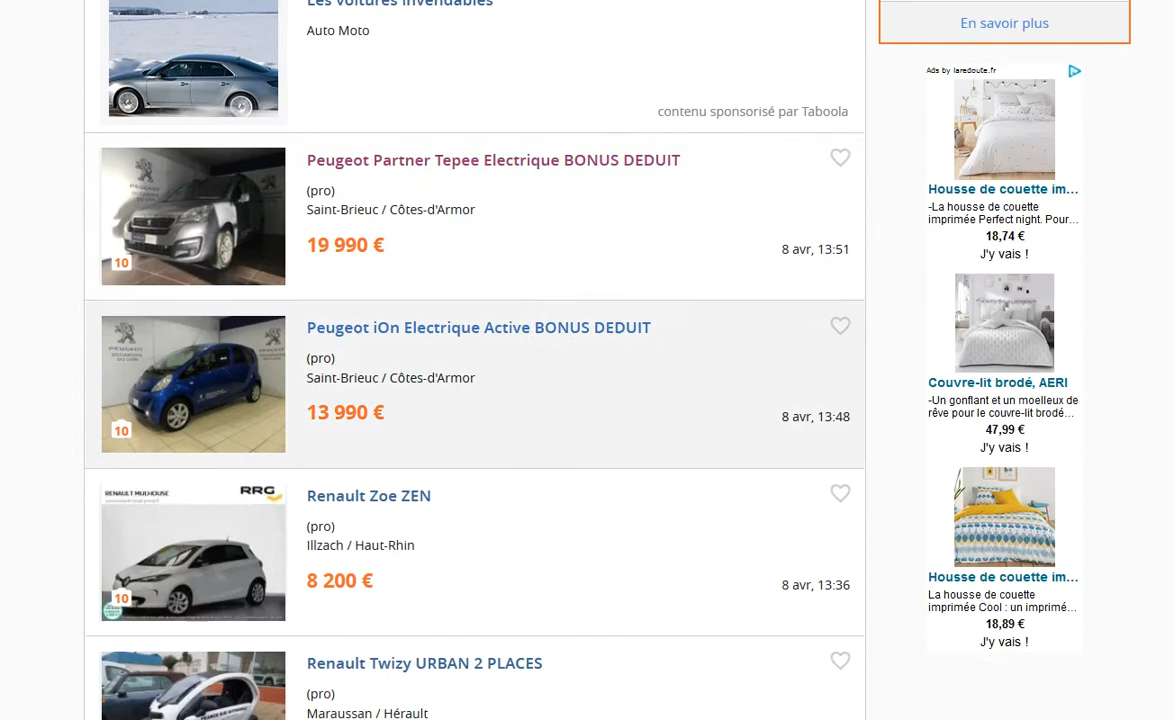 Les voitures invendables
Auto Moto
contenu sponsorisé par Taboola
Peugeot Partner Tepee Electrique BONUS DEDUIT
(pro)
Saint-Brieuc / Côtes-d'Armor
19 990 €
8 avr, 13:51
PEUGEOT
10
Peugeot iOn Electrique Active BONUS DEDUIT
(pro)
Saint-Brieuc / Côtes-d'Armor
13 990 €
8 avr, 13:48
PEUGEOT
10
Renault Zoe ZEN
(pro)
Illzach / Haut-Rhin
8 200 €
8 avr, 13:36
RENAULT MULHOUSE
RRG
10
Renault Twizy URBAN 2 PLACES
(pro)
Maraussan / Hérault
En savoir plus
Ads by laredoute.fr
Housse de couette im...
-La housse de couette
imprimée Perfect night. Pour...
18,74 €
J'y vais !
Couvre-lit brodé, AERI
-Un gonflant et un moelleux de
rêve pour le couvre-lit brodé...
47,99 €
J'y vais !
Housse de couette im...
La housse de couette
imprimée Cool : un imprimé...
18,89 €
J'y vais !